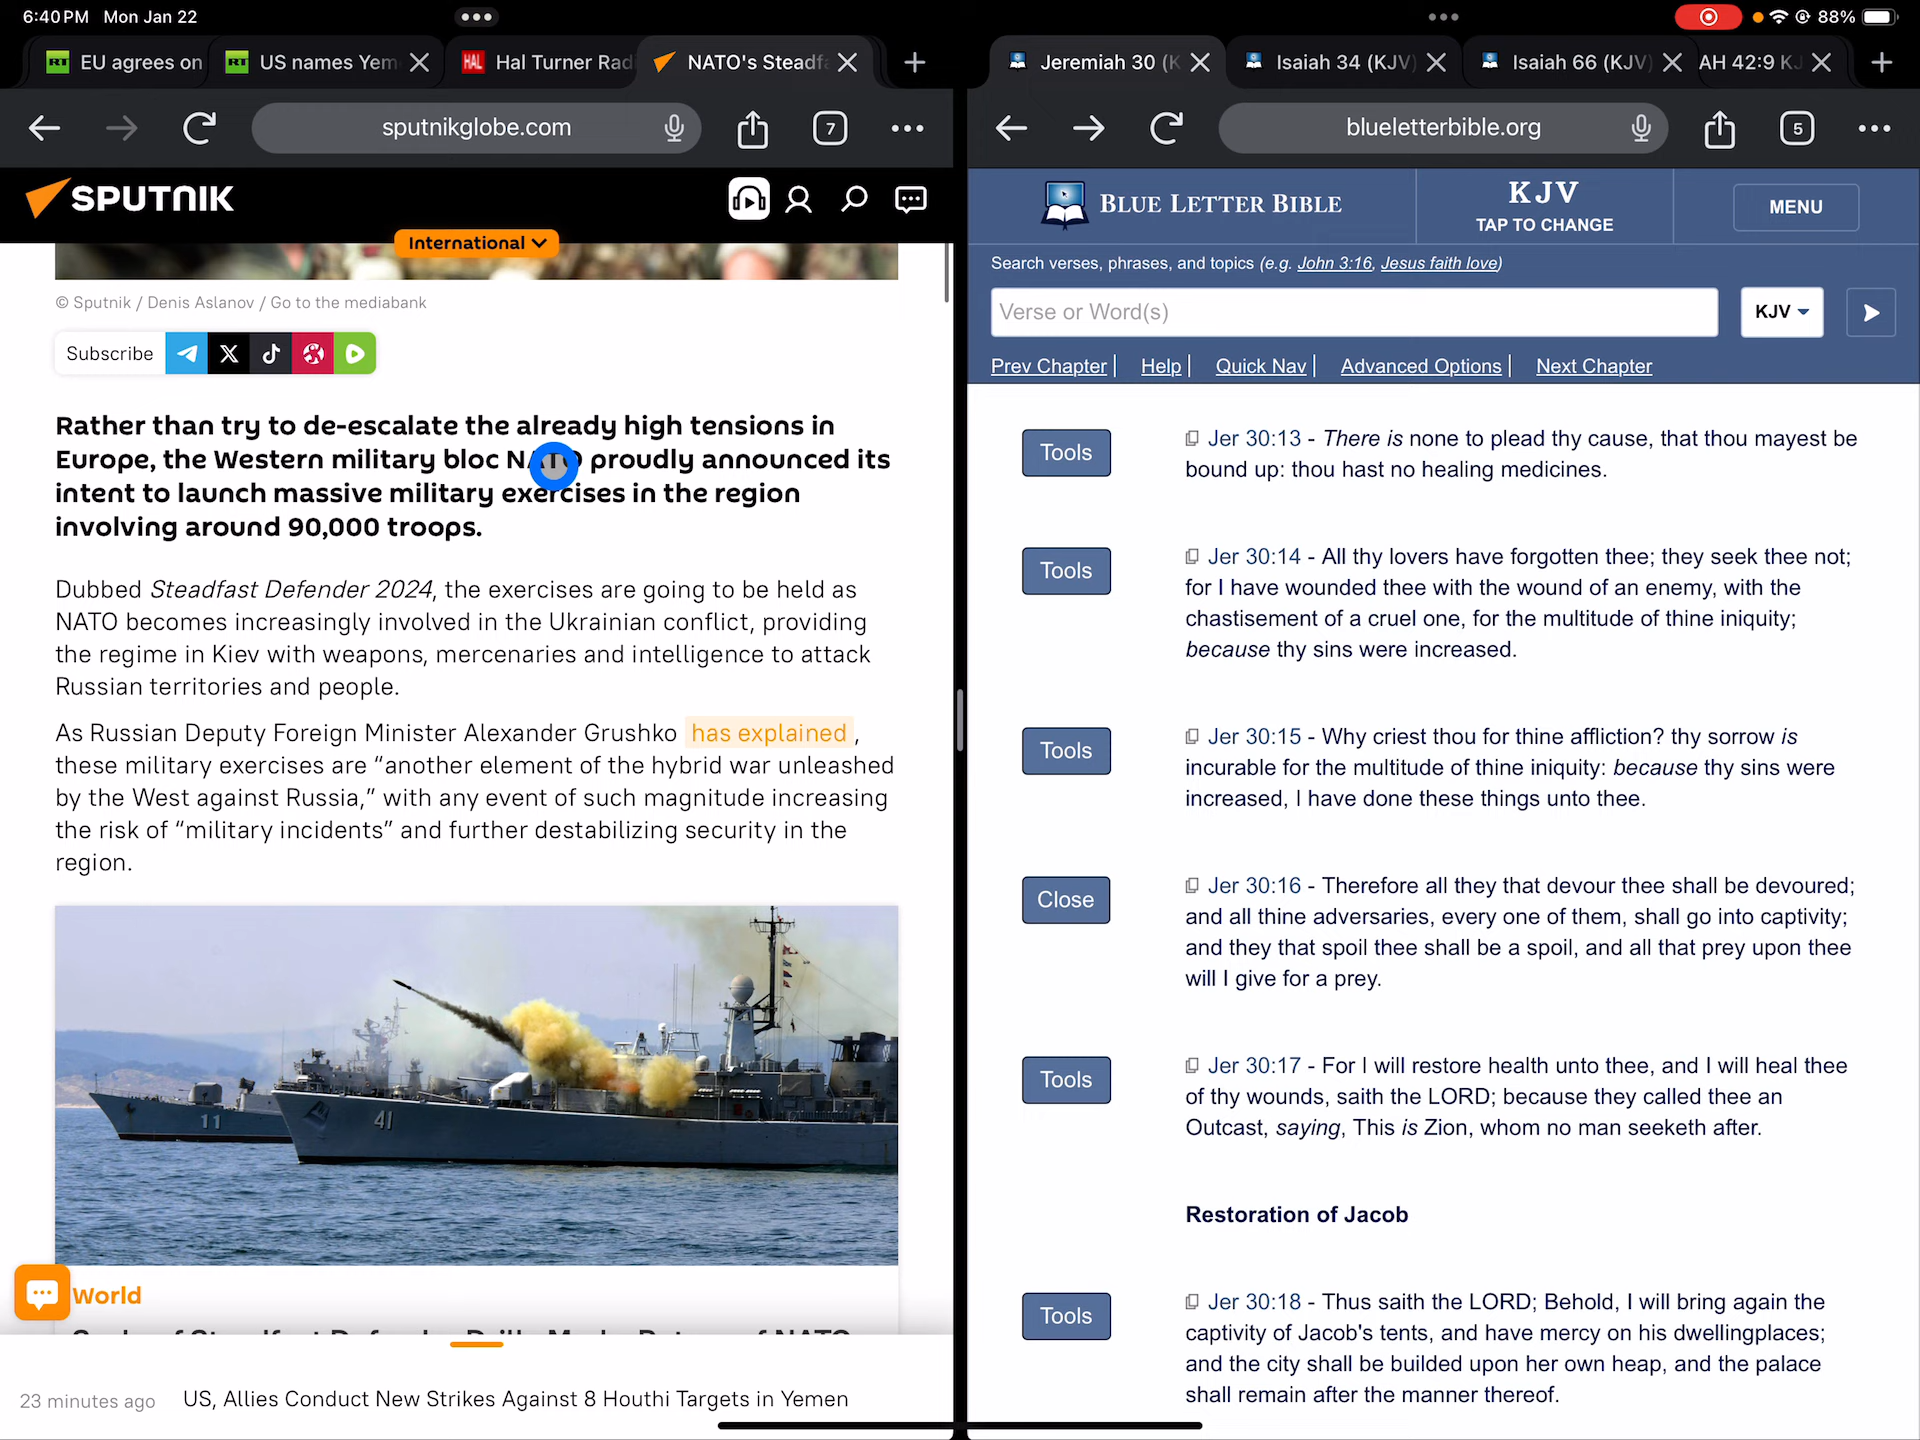 6:40 PM Mon Jan 22
88%
EU agrees on
US names Yem
HAL Hal Turner Rad
NATO's Steadf
RT
RT
sputnikglobe.com
7
SPUTNIK
International
© Sputnik / Denis Aslanov / Go to the mediabank
Subscribe
Rather than try to de-escalate the already high tensions in
Europe, the Western military bloc NATO proudly announced its
intent to launch massive military exercises in the region
involving around 90,000 troops.
Dubbed Steadfast Defender 2024, the exercises are going to be held as
NATO becomes increasingly involved in the Ukrainian conflict, providing
the regime in Kiev with weapons, mercenaries and intelligence to attack
Russian territories and people.
As Russian Deputy Foreign Minister Alexander Grushko has explained ,
these military exercises are “another element of the hybrid war unleashed
by the West against Russia,” with any event of such magnitude increasing
the risk of “military incidents” and further destabilizing security in the
region.
11
41
World
23 minutes ago US, Allies Conduct New Strikes Against 8 Houthi Targets in Yemen
Jeremiah 30 (K
Isaiah 34 (KJV)
Isaiah 66 (KJV)
AH 42:9 KJ
blueletterbible.org
5
BLUE LETTER BIBLE
KJV
TAP TO CHANGE
MENU
Search verses, phrases, and topics (e.g. John 3:16, Jesus faith love)
Verse or Word(s)
KJV
Prev Chapter | Help | Quick Nav | Advanced Options | Next Chapter
Tools
Jer 30:13 - There is none to plead thy cause, that thou mayest be
bound up: thou hast no healing medicines.
Tools
Jer 30:14 - All thy lovers have forgotten thee; they seek thee not;
for I have wounded thee with the wound of an enemy, with the
chastisement of a cruel one, for the multitude of thine iniquity;
because thy sins were increased.
Tools
Jer 30:15 - Why criest thou for thine affliction? thy sorrow is
incurable for the multitude of thine iniquity: because thy sins were
increased, I have done these things unto thee.
Close
Jer 30:16 - Therefore all they that devour thee shall be devoured;
and all thine adversaries, every one of them, shall go into captivity;
and they that spoil thee shall be a spoil, and all that prey upon thee
will I give for a prey.
Tools
Jer 30:17 - For I will restore health unto thee, and I will heal thee
of thy wounds, saith the LORD; because they called thee an
Outcast, saying, This is Zion, whom no man seeketh after.
Restoration of Jacob
Tools
Jer 30:18 - Thus saith the LORD; Behold, I will bring again the
captivity of Jacob's tents, and have mercy on his dwellingplaces;
and the city shall be builded upon her own heap, and the palace
shall remain after the manner thereof.